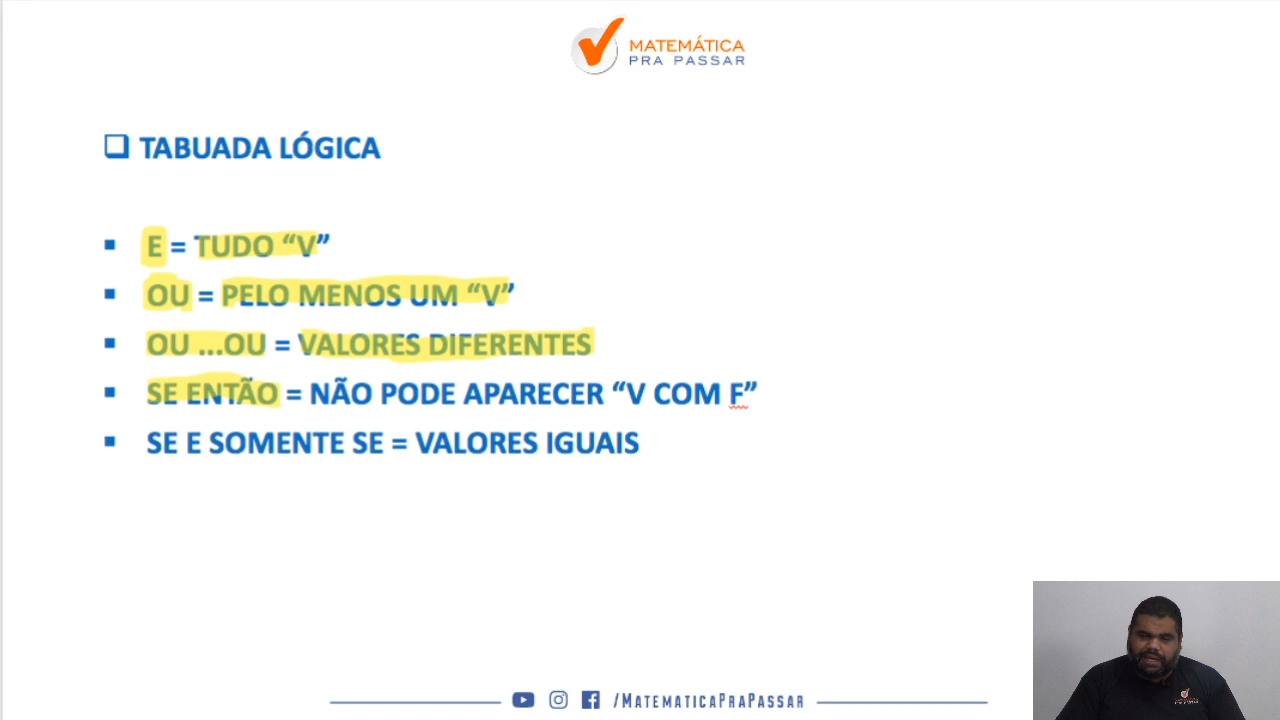 MATEMÁTICA
PRA PASSAR
TABUADA LÓGICA
E = TUDO “V”
OU = PELO MENOS UM “V”
OU ...OU = VALORES DIFERENTES
SE ENTÃO = NÃO PODE APARECER “V COM F”
SE E SOMENTE SE = VALORES IGUAIS
/MATEMATICAPRAPASSAR